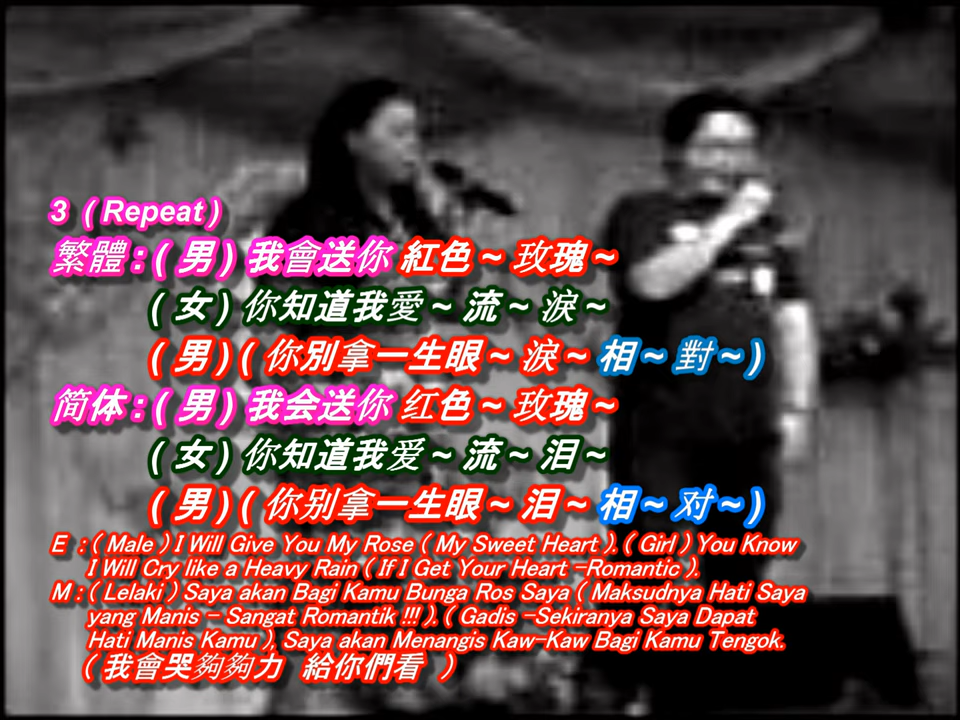 3 ( Repeat )
繁體 : ( 男 ) 我會送你 紅色 ~ 玫瑰 ~
( 女 ) 你知道我愛 ~ 流 ~ 淚 ~
( 男 ) ( 你別拿一生眼 ~ 淚 ~ 相 ~ 對 ~ )
简体 : ( 男 ) 我会送你 红色 ~ 玫瑰 ~
( 女 ) 你知道我爱 ~ 流 ~ 泪 ~
( 男 ) ( 你别拿一生眼 ~ 泪 ~ 相 ~ 对 ~ )
E : ( Male ) I Will Give You My Rose ( My Sweet Heart ). ( Girl ) You Know
I Will Cry like a Heavy Rain ( If I Get Your Heart -Romantic ).
M : ( Lelaki ) Saya akan Bagi Kamu Bunga Ros Saya ( Maksudnya Hati Saya
yang Manis - Sangat Romantik !!! ). ( Gadis -Sekiranya Saya Dapat
Hati Manis Kamu ), Saya akan Menangis Kaw-Kaw Bagi Kamu Tengok.
( 我會哭夠夠力 給你們看 )